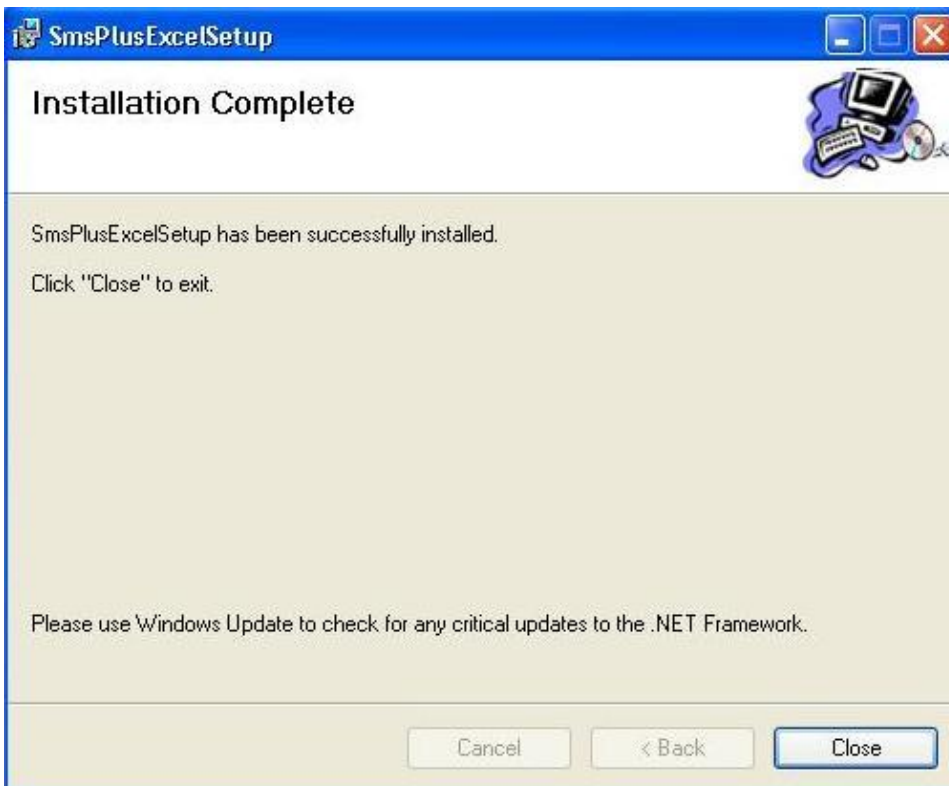 SmsPlusExcelSetup
Installation Complete
SmsPlusExcelSetup has been successfully installed.
Click "Close" to exit.
Please use Windows Update to check for any critical updates to the .NET Framework.
Cancel
< Back
Close